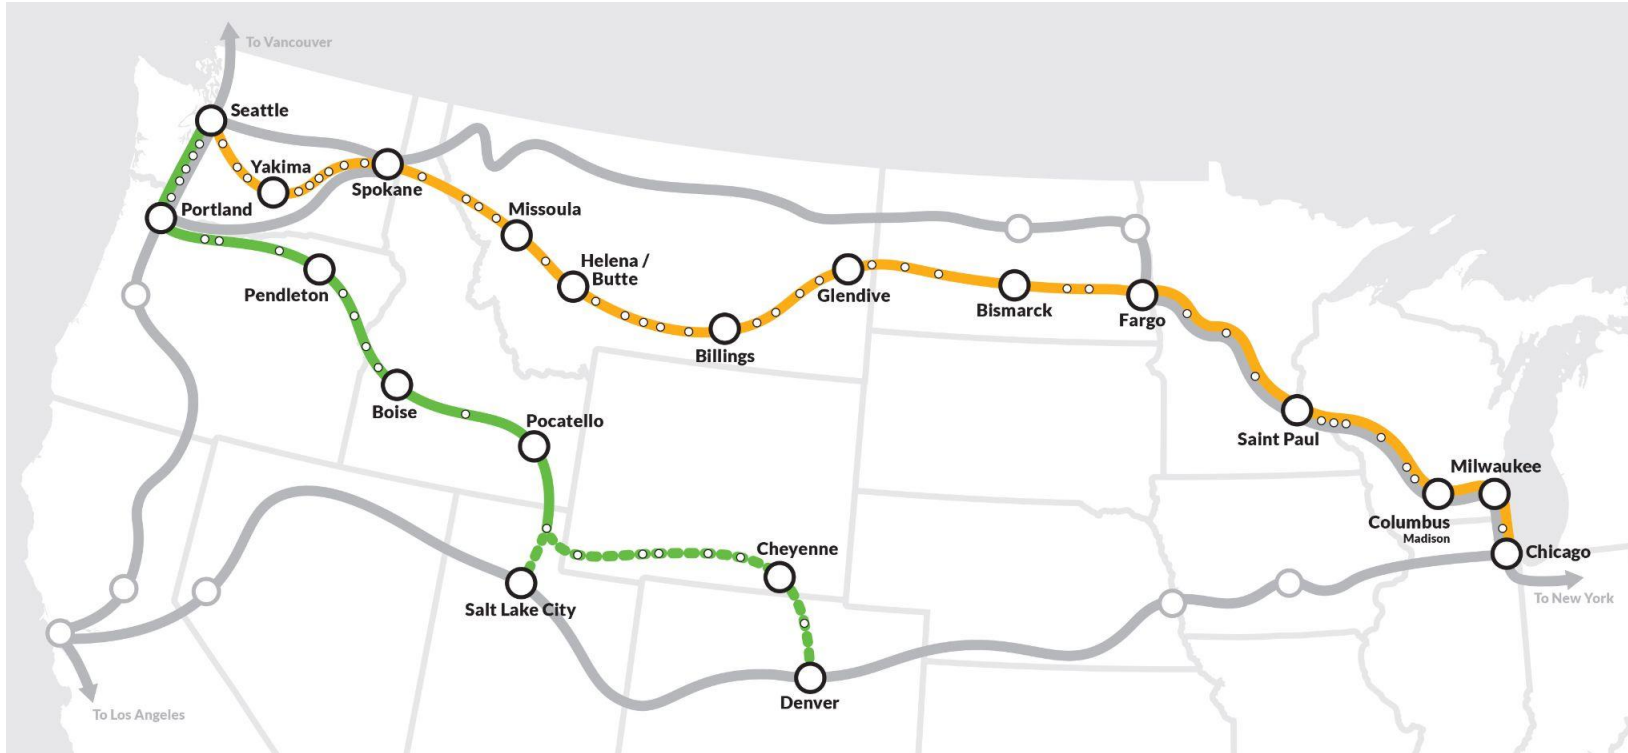 To Vancouver
Seattle
Yakima
Spokane
Portland
Missoula
Pendleton
Helena /
Butte
Glendive
Bismarck
Fargo
Billings
Boise
Pocatello
Saint Paul
Milwaukee
Columbus
Madison
Cheyenne
Chicago
Salt Lake City
To New York
Denver
To Los Angeles